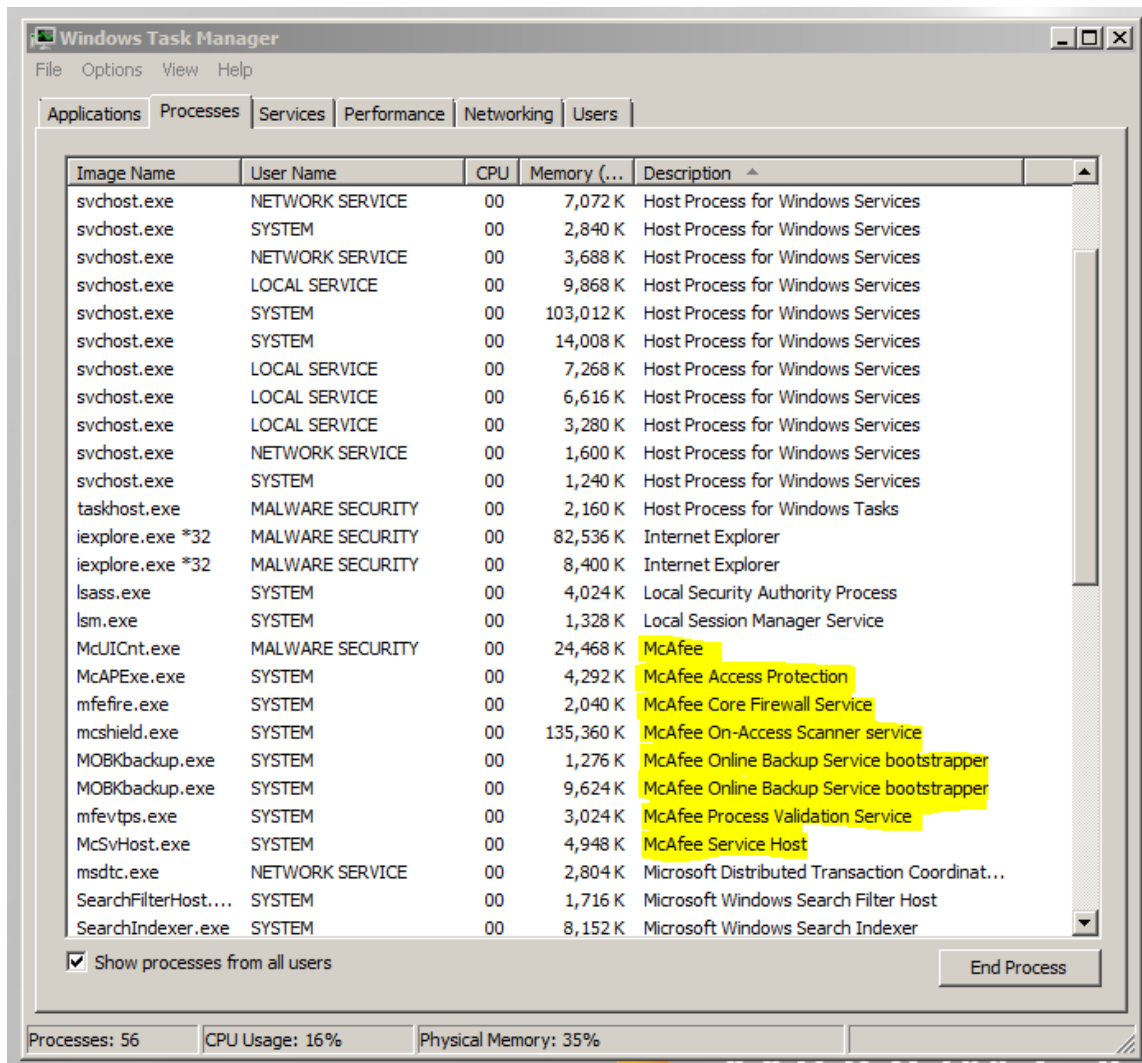 Windows Task Manager
File Options View Help
Applications Processes Services Performance Networking Users
Image Name User Name CPU Memory (... Description
svchost.exe NETWORK SERVICE 00 7,072 K Host Process for Windows Services
svchost.exe SYSTEM 00 2,840 K Host Process for Windows Services
svchost.exe NETWORK SERVICE 00 3,688 K Host Process for Windows Services
svchost.exe LOCAL SERVICE 00 9,868 K Host Process for Windows Services
svchost.exe SYSTEM 00 103,012 K Host Process for Windows Services
svchost.exe SYSTEM 00 14,008 K Host Process for Windows Services
svchost.exe LOCAL SERVICE 00 7,268 K Host Process for Windows Services
svchost.exe LOCAL SERVICE 00 6,616 K Host Process for Windows Services
svchost.exe LOCAL SERVICE 00 3,280 K Host Process for Windows Services
svchost.exe NETWORK SERVICE 00 1,600 K Host Process for Windows Services
svchost.exe SYSTEM 00 1,240 K Host Process for Windows Services
taskhost.exe MALWARE SECURITY 00 2,160 K Host Process for Windows Tasks
iexplore.exe *32 MALWARE SECURITY 00 82,536 K Internet Explorer
iexplore.exe *32 MALWARE SECURITY 00 8,400 K Internet Explorer
lsass.exe SYSTEM 00 4,024 K Local Security Authority Process
lsm.exe SYSTEM 00 1,328 K Local Session Manager Service
McUICnt.exe MALWARE SECURITY 00 24,468 K McAfee
McAPExe.exe SYSTEM 00 4,292 K McAfee Access Protection
mfefire.exe SYSTEM 00 2,040 K McAfee Core Firewall Service
mcshield.exe SYSTEM 00 135,360 K McAfee On-Access Scanner service
MOBKbackup.exe SYSTEM 00 1,276 K McAfee Online Backup Service bootstrapper
MOBKbackup.exe SYSTEM 00 9,624 K McAfee Online Backup Service bootstrapper
mfevtps.exe SYSTEM 00 3,024 K McAfee Process Validation Service
McSvHost.exe SYSTEM 00 4,948 K McAfee Service Host
msdtc.exe NETWORK SERVICE 00 2,804 K Microsoft Distributed Transaction Coordinat...
SearchFilterHost.... SYSTEM 00 1,716 K Microsoft Windows Search Filter Host
SearchIndexer.exe SYSTEM 00 8,152 K Microsoft Windows Search Indexer
Show processes from all users
End Process
Processes: 56 CPU Usage: 16% Physical Memory: 35%